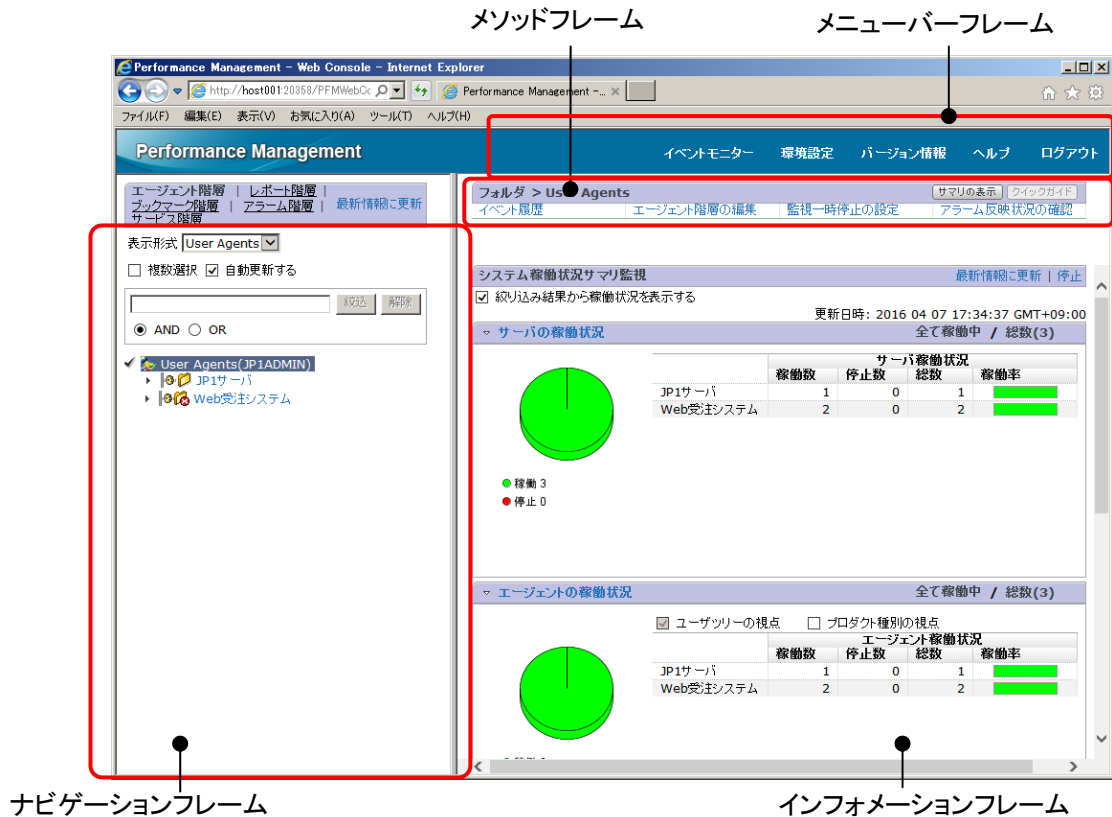 メソッドフレーム
メニューバーフレーム
Performance Management - Web Console - Internet Explorer
http://host001:20358/PFMWebCc
Performance Management -...
ファイル(F) 編集(E) 表示(V) お気に入り(A) ツール(T) ヘルプ(H)
Performance Management
イベントモニター 環境設定 バージョン情報 ヘルプ ログアウト
エージェント階層 | レポート階層 |
ブックマーク階層 | アラーム階層 |
サービス階層
最新情報に更新
フォルダ > User Agents
サマリの表示 クイックガイド
イベント履歴 エージェント階層の編集 監視一時停止の設定 アラーム反映状況の確認
表示形式 User Agents
複数選択 自動更新する
絞込 解除
AND OR
User Agents(JP1ADMIN)
JP1サーバ
Web受注システム
システム稼働状況サマリ監視
最新情報に更新 | 停止
絞り込み結果から稼働状況を表示する
更新日時: 2016 04 07 17:34:37 GMT+09:00
サーバの稼働状況
全て稼働中 / 総数(3)
サーバ稼働状況
稼働数 停止数 総数 稼働率
JP1サーバ 1 0 1
Web受注システム 2 0 2
稼働 3
停止 0
エージェントの稼働状況
全て稼働中 / 総数(3)
ユーザツリーの視点 プロダクト種別の視点
エージェント稼働状況
稼働数 停止数 総数 稼働率
JP1サーバ 1 0 1
Web受注システム 2 0 2
ナビゲーションフレーム
インフォメーションフレーム